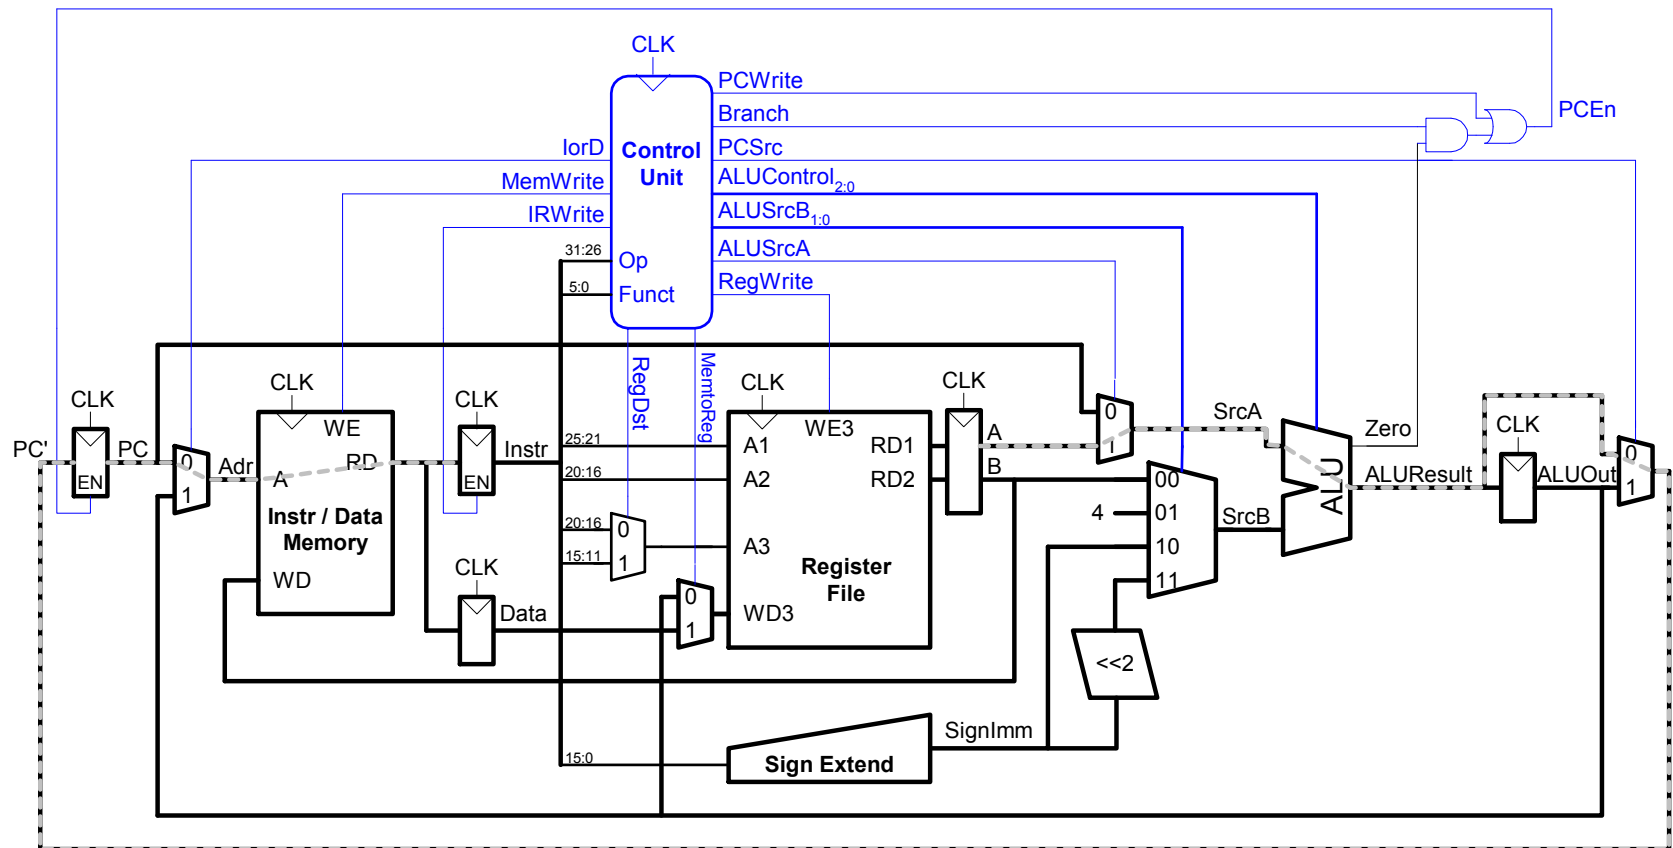 CLK
PCWrite
Branch
PCEn
IorD
Control
Unit
PCSrc
MemWrite
ALUControl2:0
IRWrite
ALUSrcB1:0
31:26
Op
ALUSrcA
5:0
Funct
RegWrite
RegDst
MemtoReg
CLK
CLK
CLK
CLK
CLK
CLK
PC'
EN
PC
0
1
Adr
WE
A
RD
Instr / Data
Memory
WD
EN
Instr
25:21
20:16
20:16
15:11
0
1
CLK
Data
0
1
A1
A2
A3
WD3
WE3
RD1
RD2
Register
File
A
B
0
1
SrcA
4
00
01
10
11
SrcB
ALU
Zero
ALUResult
CLK
ALUOut
0
1
<<2
SignImm
15:0
Sign Extend